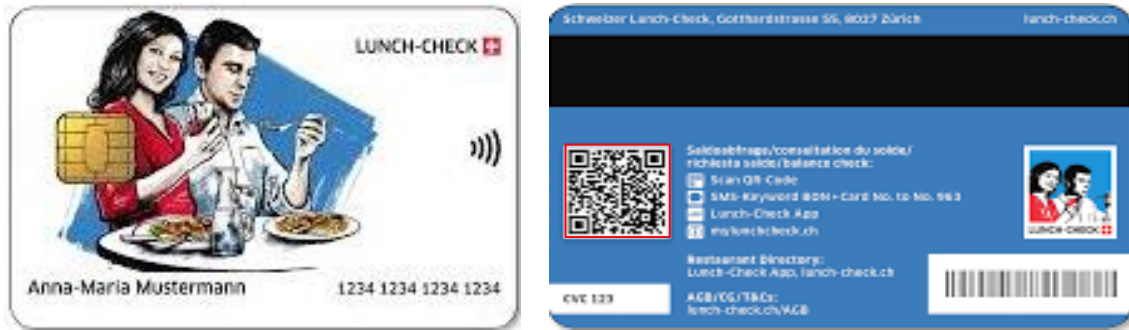 LUNCH-CHECK
Anna-Maria Mustermann
1234 1234 1234 1234
Schweizer Lunch-Check, Gotthardstrasse 55, 8027 Zürich
lunch-check.ch
Saldoabfrage/consultation du solde/
richiesta saldo/balance check:
Scan QR-Code
SMS-Keyword BON+Card No. to No. 963
Lunch-Check App
mylunchcheck.ch
LUNCH-CHECK
Restaurant Directory:
Lunch-Check App, lunch-check.ch
CVC 123
AGB/CG/T&Cs:
lunch-check.ch/AGB